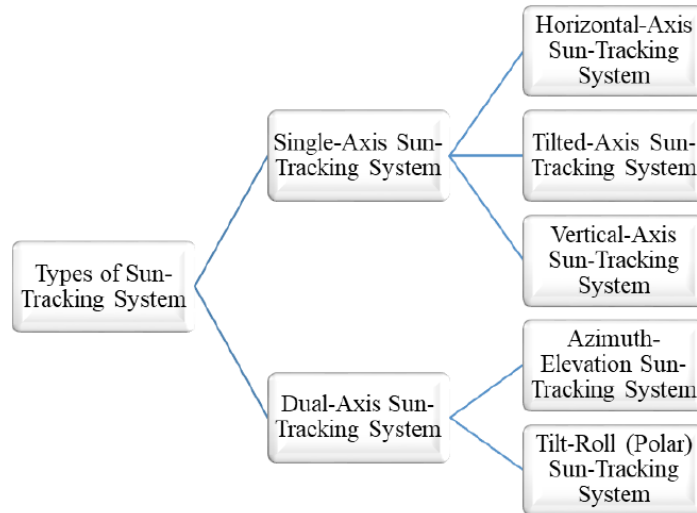 Horizontal-Axis
Sun-Tracking
System
Single-Axis Sun-
Tracking System
Tilted-Axis Sun-
Tracking System
Vertical-Axis
Sun-Tracking
System
Types of Sun-
Tracking System
Azimuth-
Elevation Sun-
Tracking System
Dual-Axis Sun-
Tracking System
Tilt-Roll (Polar)
Sun-Tracking
System